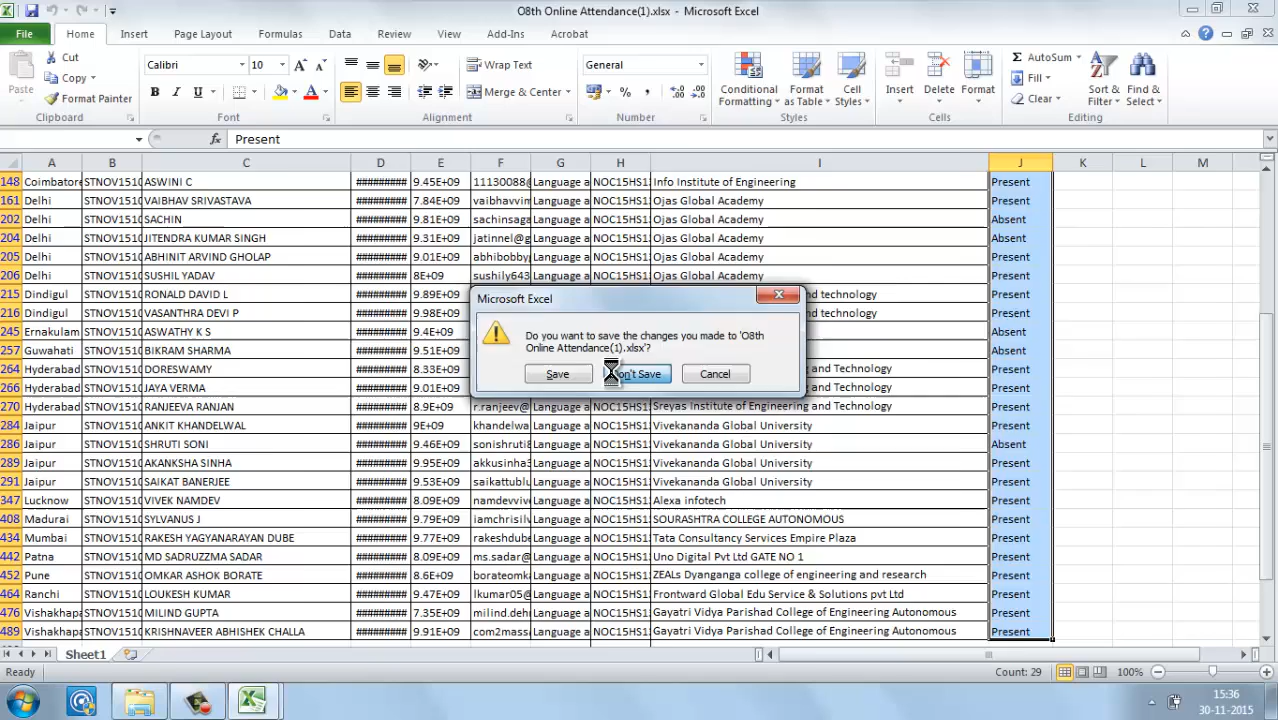 O8th Online Attendance(1).xlsx - Microsoft Excel
File Home Insert Page Layout Formulas Data Review View Add-Ins Acrobat
Cut
Copy
Format Painter
Paste
Clipboard
Calibri 10
B I U A
Font
Wrap Text
Merge & Center
Alignment
General
%
Number
Conditional Formatting
Format as Table
Cell Styles
Styles
Insert Delete Format
Cells
AutoSum
Fill
Clear
Sort & Filter
Find & Select
Editing
fx Present
A B C D E F G H I J K L M
148 Coimbatore STNOV1510 ASWINI C ######### 9.45E+09 11130088@ Language a NOC15HS1 Info Institute of Engineering Present
161 Delhi STNOV1510 VAIBHAV SRIVASTAVA ######### 7.84E+09 vaibhavvim Language a NOC15HS1 Ojas Global Academy Present
202 Delhi STNOV1510 SACHIN ######### 9.81E+09 sachinsaga Language a NOC15HS1 Ojas Global Academy Absent
204 Delhi STNOV1510 JITENDRA KUMAR SINGH ######### 9.31E+09 jatinnel@g Language a NOC15HS1 Ojas Global Academy Absent
205 Delhi STNOV1510 ABHINIT ARVIND GHOLAP ######### 9.01E+09 abhibobby Language a NOC15HS1 Ojas Global Academy Present
206 Delhi STNOV1510 SUSHIL YADAV ######### 8E+09 sushily643 Language a NOC15HS1 Ojas Global Academy Present
215 Dindigul STNOV1510 RONALD DAVID L ######### 9.89E+09 and technology Present
216 Dindigul STNOV1510 VASANTHRA DEVI P ######### 9.98E+09 and technology Present
245 Ernakulam STNOV1510 ASWATHY K S ######### 9.4E+09 Absent
257 Guwahati STNOV1510 BIKRAM SHARMA ######### 9.51E+09 Absent
264 Hyderabad STNOV1510 DORESWAMY ######### 8.33E+09 and Technology Present
266 Hyderabad STNOV1510 JAYA VERMA ######### 9.01E+09 and Technology Present
270 Hyderabad STNOV1510 RANJEEVA RANJAN ######### 8.9E+09 r.ranjeev@ Language a NOC15HS1 Sreyas Institute of Engineering and Technology Present
284 Jaipur STNOV1510 ANKIT KHANDELWAL ######### 9E+09 khandelwa Language a NOC15HS1 Vivekananda Global University Present
286 Jaipur STNOV1510 SHRUTI SONI ######### 9.46E+09 sonishruti Language a NOC15HS1 Vivekananda Global University Absent
289 Jaipur STNOV1510 AKANKSHA SINHA ######### 9.95E+09 akkusinha Language a NOC15HS1 Vivekananda Global University Present
291 Jaipur STNOV1510 SAIKAT BANERJEE ######### 9.53E+09 saikattublu Language a NOC15HS1 Vivekananda Global University Present
347 Lucknow STNOV1510 VIVEK NAMDEV ######### 8.09E+09 namdevvive Language a NOC15HS1 Alexa infotech Present
408 Madurai STNOV1510 SYLVANUS J ######### 9.79E+09 iamchrisilv Language a NOC15HS1 SOURASHTRA COLLEGE AUTONOMOUS Present
434 Mumbai STNOV1510 RAKESH YAGYANARAYAN DUBE ######### 9.77E+09 rakeshdube Language a NOC15HS1 Tata Consultancy Services Empire Plaza Present
442 Patna STNOV1510 MD SADRUZZMA SADAR ######### 8.09E+09 ms.sadar@ Language a NOC15HS1 Uno Digital Pvt Ltd GATE NO 1 Present
452 Pune STNOV1510 OMKAR ASHOK BORATE ######### 8.6E+09 borateomk Language a NOC15HS1 ZEALs Dyanganga college of engineering and research Present
464 Ranchi STNOV1510 LOUKESH KUMAR ######### 9.47E+09 lkumar05@ Language a NOC15HS1 Frontward Global Edu Service & Solutions pvt Ltd Present
476 Vishakhap STNOV1510 MILIND GUPTA ######### 7.35E+09 milind.deh Language a NOC15HS1 Gayatri Vidya Parishad College of Engineering Autonomous Present
489 Vishakhap STNOV1510 KRISHNAVEER ABHISHEK CHALLA ######### 9.91E+09 com2mass Language a NOC15HS1 Gayatri Vidya Parishad College of Engineering Autonomous Present
Microsoft Excel
Do you want to save the changes you made to 'O8th
Online Attendance(1).xlsx'?
Save Don't Save Cancel
Sheet1
Ready Count: 29 100%
15:36
30-11-2015